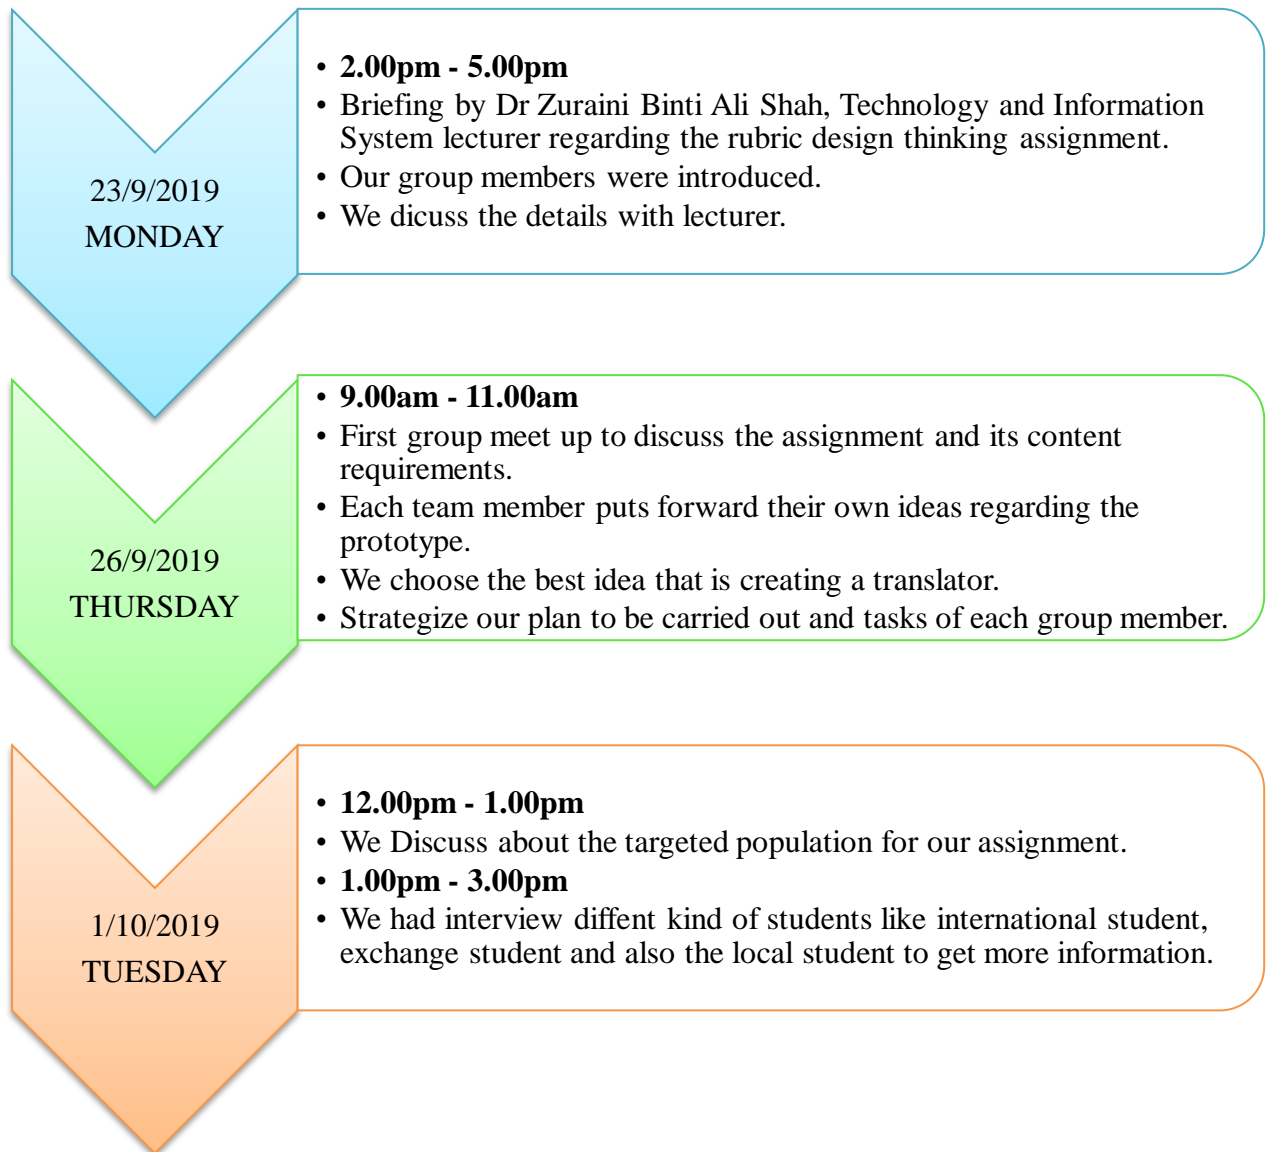 23/9/2019
MONDAY
• 2.00pm - 5.00pm
• Briefing by Dr Zuraini Binti Ali Shah, Technology and Information
System lecturer regarding the rubric design thinking assignment.
• Our group members were introduced.
• We dicuss the details with lecturer.
26/9/2019
THURSDAY
• 9.00am - 11.00am
• First group meet up to discuss the assignment and its content
requirements.
• Each team member puts forward their own ideas regarding the
prototype.
• We choose the best idea that is creating a translator.
• Strategize our plan to be carried out and tasks of each group member.
1/10/2019
TUESDAY
• 12.00pm - 1.00pm
• We Discuss about the targeted population for our assignment.
• 1.00pm - 3.00pm
• We had interview diffent kind of students like international student,
exchange student and also the local student to get more information.